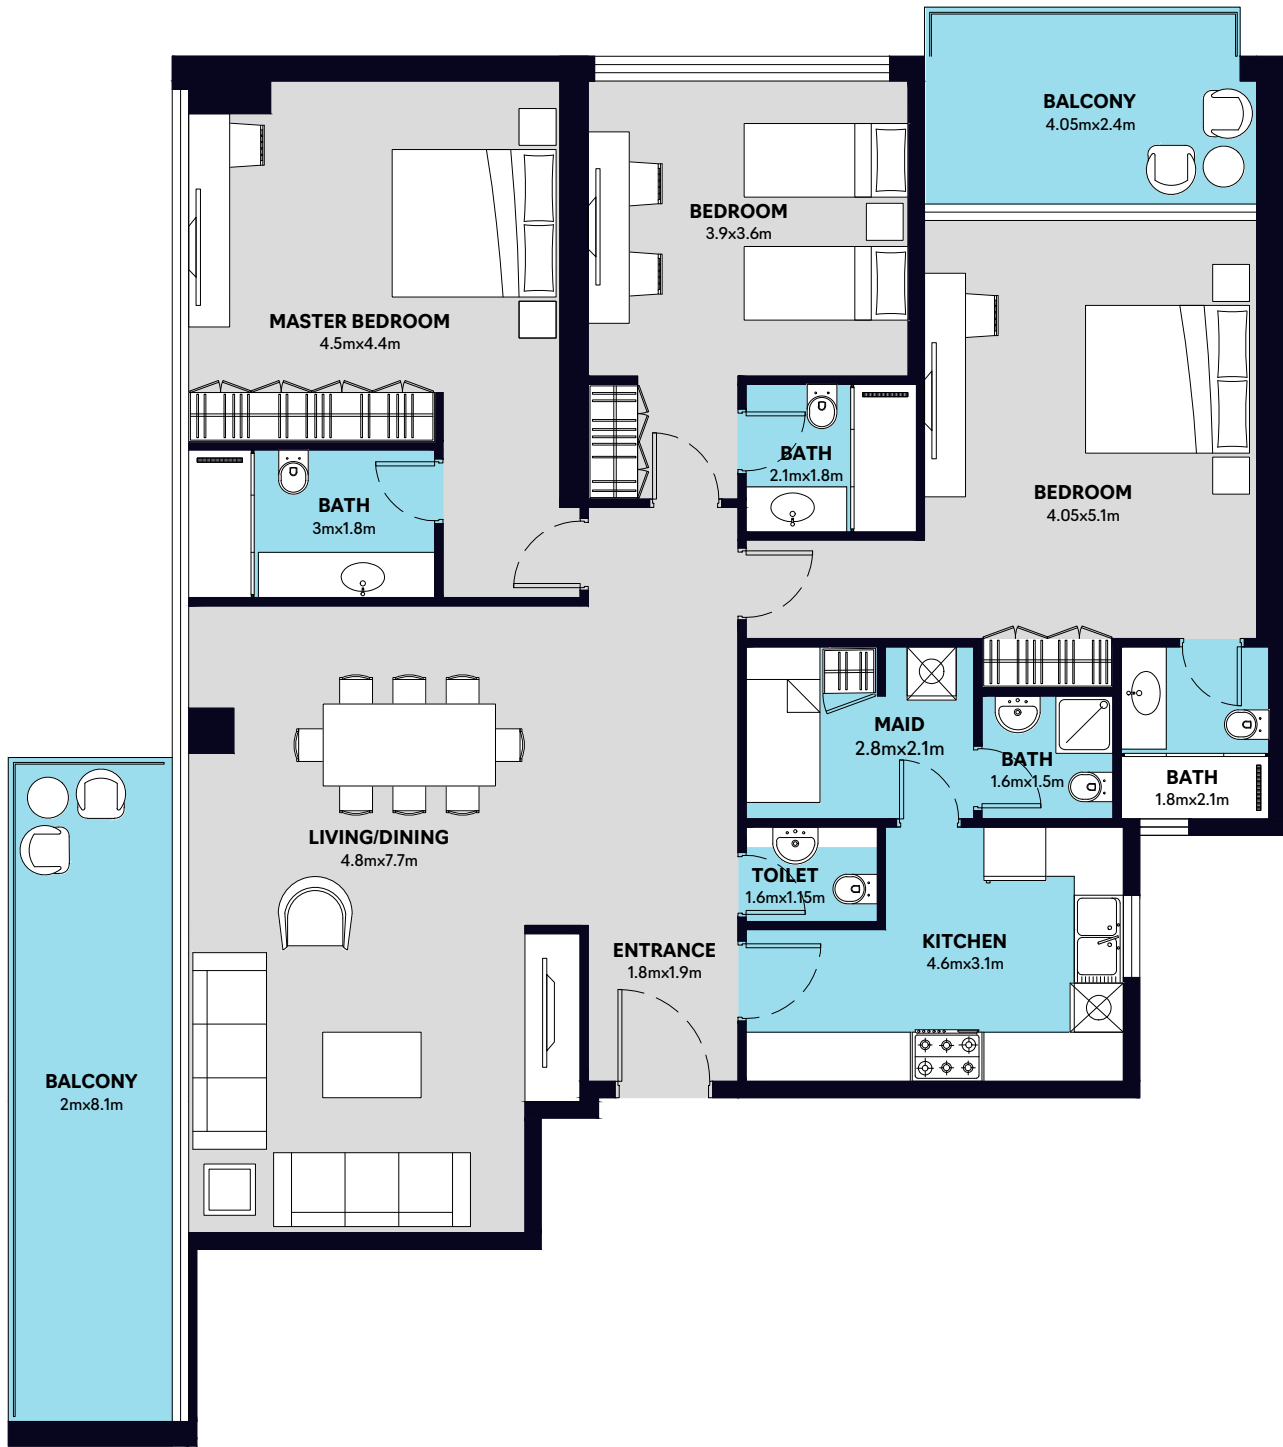 BALCONY
4.05mx2.4m
BEDROOM
3.9x3.6m
MASTER BEDROOM
4.5mx4.4m
BATH
2.1mx1.8m
BEDROOM
4.05x5.1m
BATH
3mx1.8m
MAID
2.8mx2.1m
BATH
1.6mx1.5m
BATH
1.8mx2.1m
LIVING/DINING
4.8mx7.7m
TOILET
1.6mx1.15m
ENTRANCE
1.8mx1.9m
KITCHEN
4.6mx3.1m
BALCONY
2mx8.1m